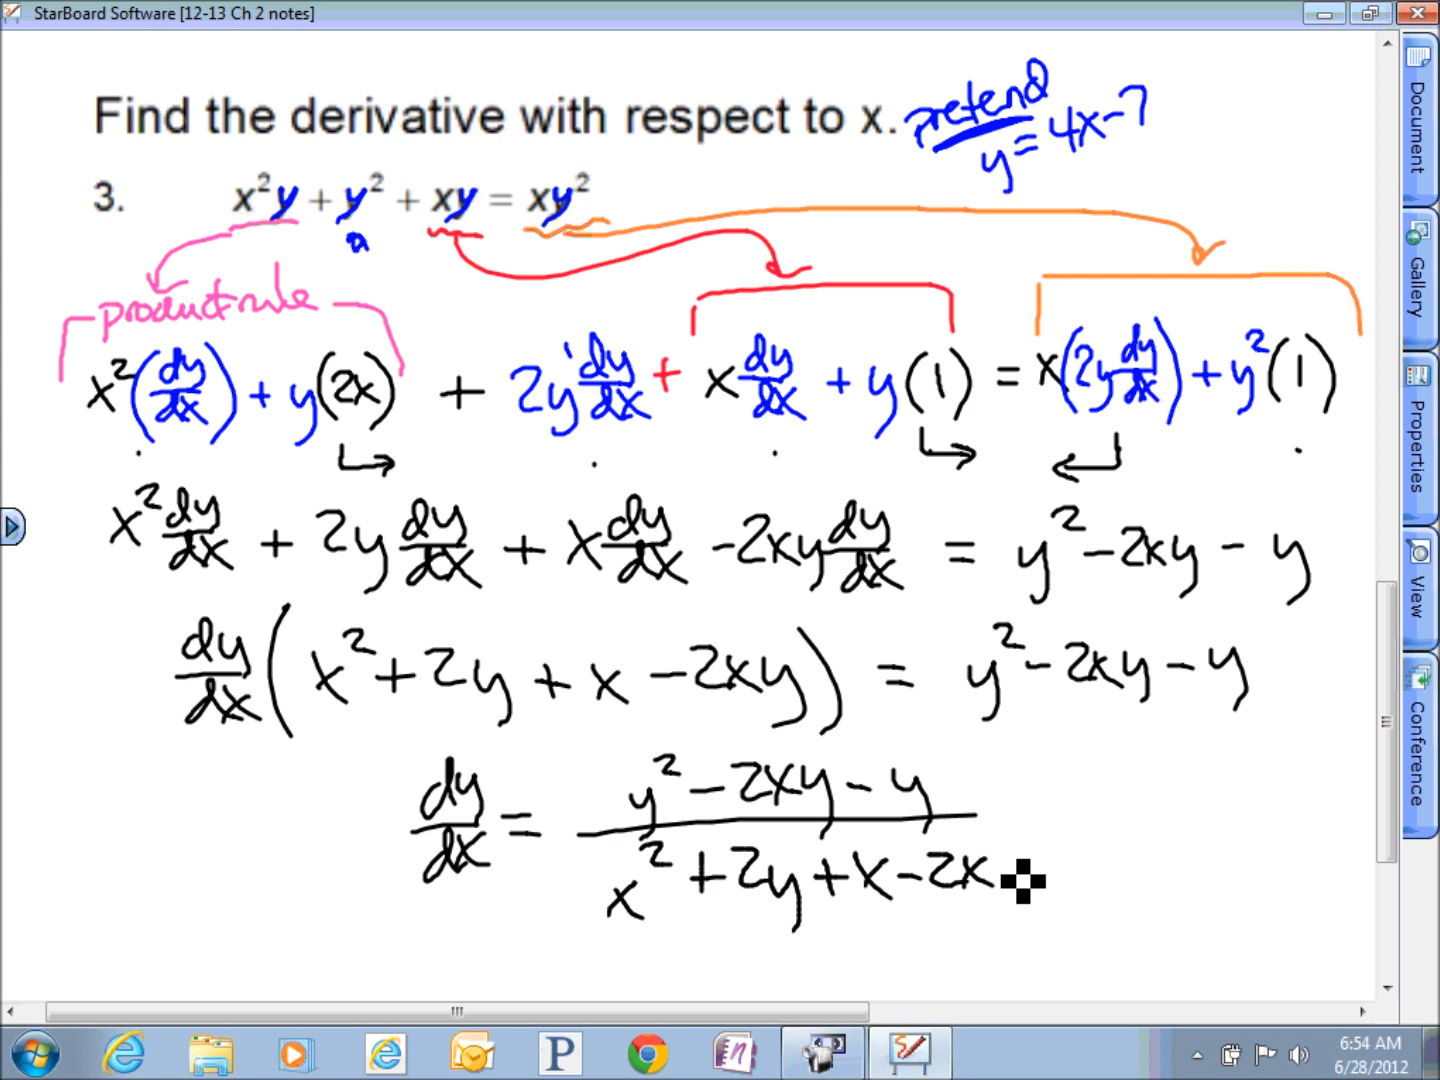 StarBoard Software [12-13 Ch 2 notes]
Find the derivative with respect to x.
pretend
y = 4x-7
3. x²y + y² + xy = xy²
product rule
x²(dy/dx) + y(2x) + 2y¹ dy/dx + x dy/dx + y(1) = x(2y dy/dx) + y²(1)
x² dy/dx + 2y dy/dx + x dy/dx - 2xy dy/dx = y² - 2xy - y
dy/dx (x² + 2y + x - 2xy) = y² - 2xy - y
dy/dx = y² - 2xy - y / x² + 2y + x - 2x
Document
Gallery
Properties
View
Conference
6:54 AM
6/28/2012